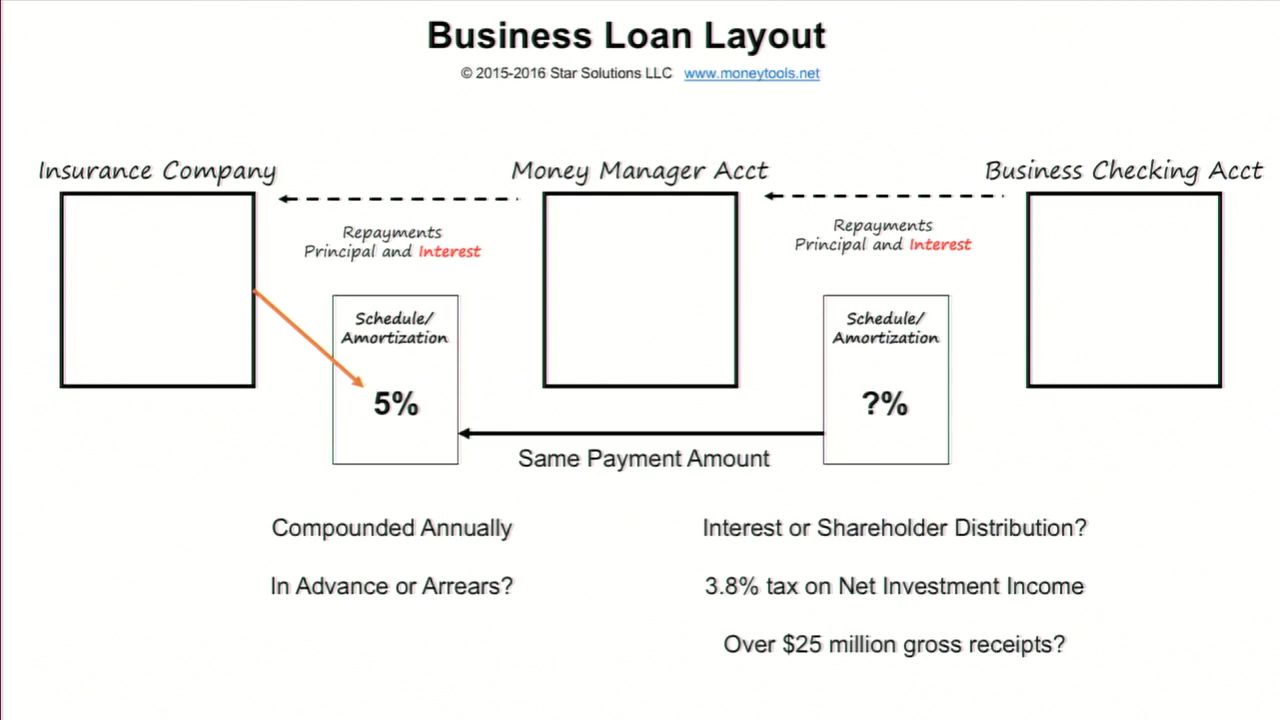 Business Loan Layout
© 2015-2016 Star Solutions LLC www.moneytools.net
Insurance Company
Money Manager Acct
Business Checking Acct
Repayments
Principal and Interest
Repayments
Principal and Interest
Schedule/
Amortization
5%
Schedule/
Amortization
?%
Same Payment Amount
Compounded Annually
In Advance or Arrears?
Interest or Shareholder Distribution?
3.8% tax on Net Investment Income
Over $25 million gross receipts?